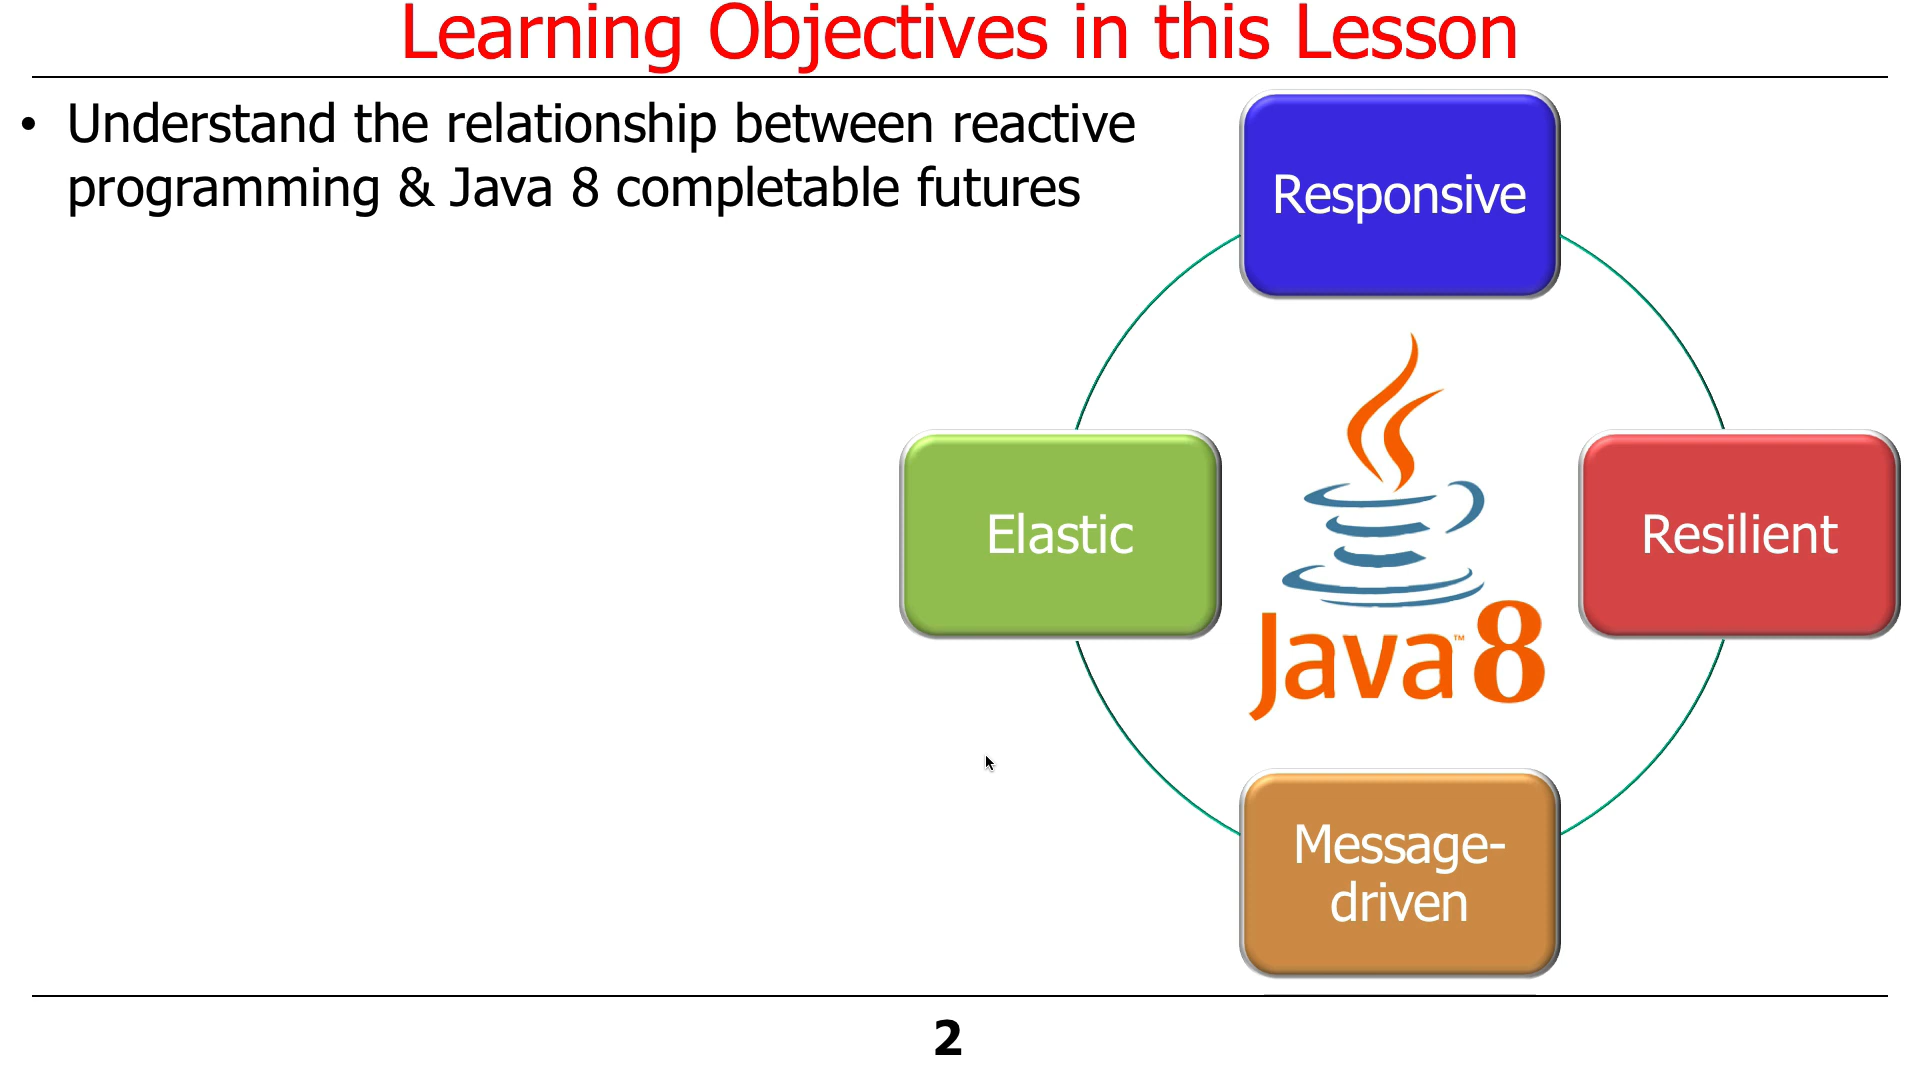 Learning Objectives in this Lesson
• Understand the relationship between reactive
programming & Java 8 completable futures
Responsive
Elastic
Resilient
Java™ 8
Message-
driven
2